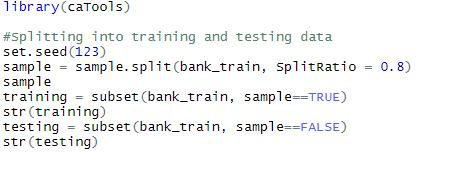 library(caTools)
#Splitting into training and testing data
set.seed(123)
sample = sample.split(bank_train, SplitRatio = 0.8)
sample
training = subset(bank_train, sample==TRUE)
str(training)
testing = subset(bank_train, sample==FALSE)
str(testing)